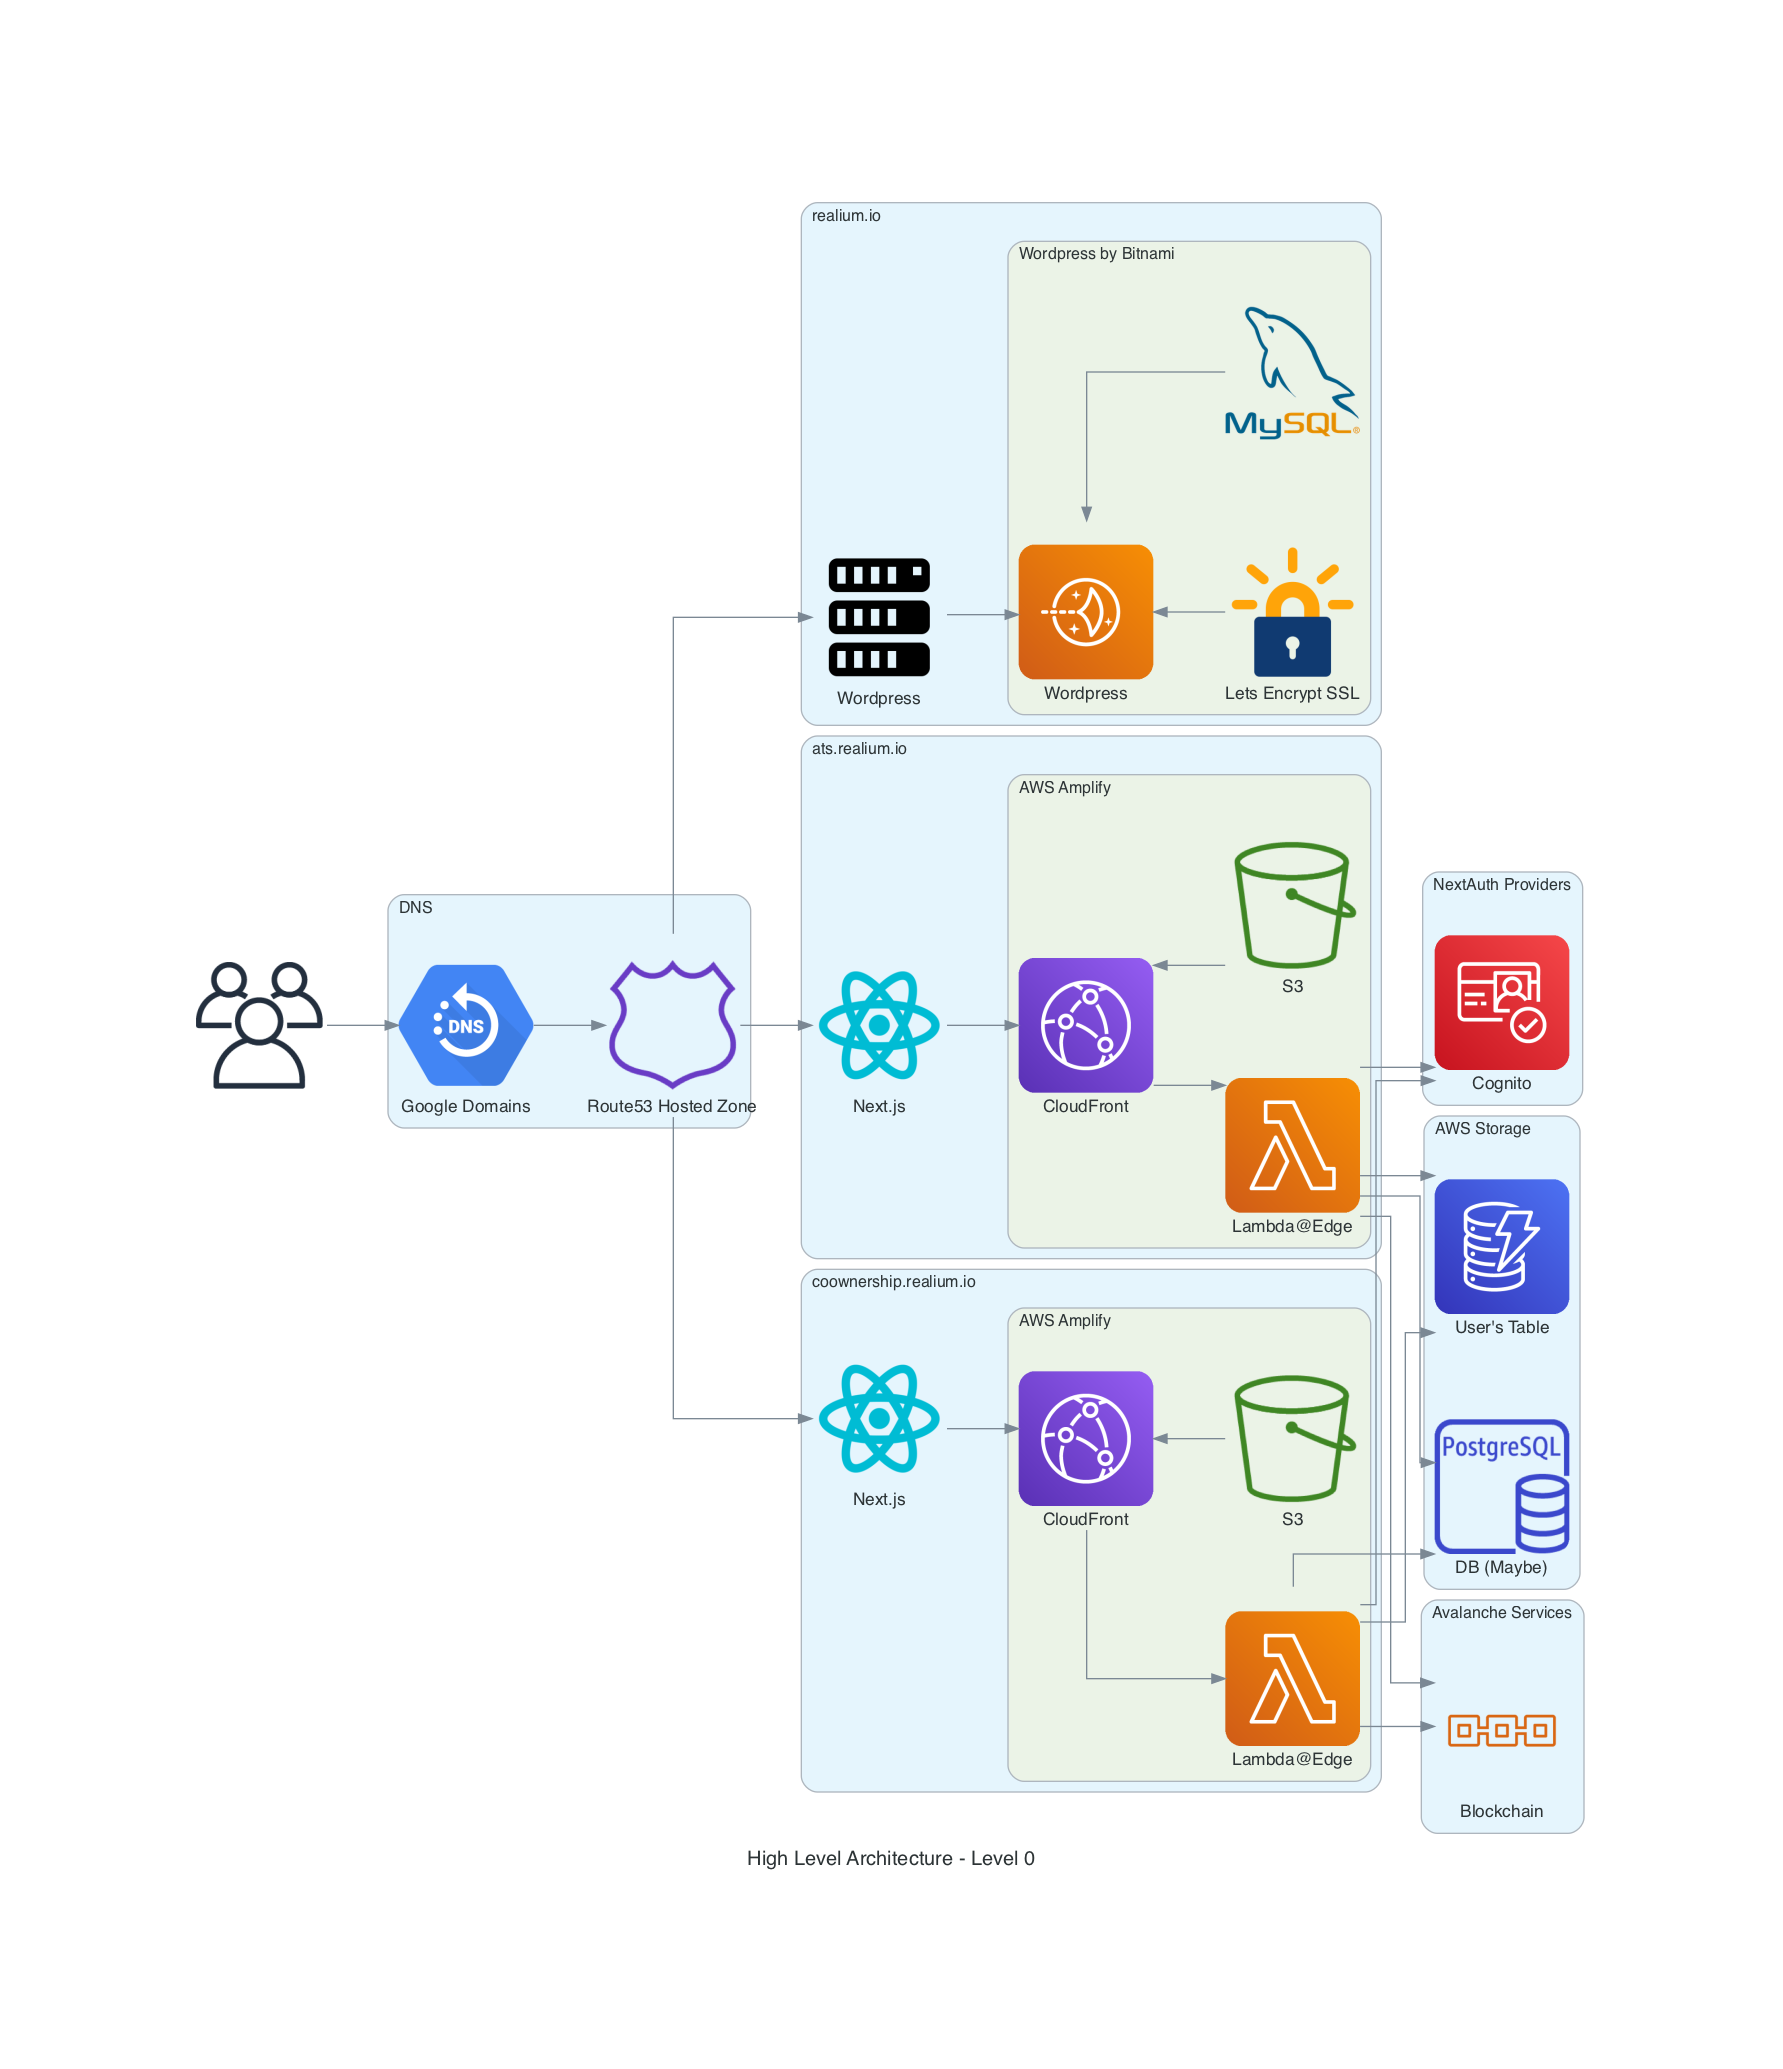 realium.io
Wordpress by Bitnami
MySQL®
Wordpress
Wordpress
Lets Encrypt SSL
ats.realium.io
AWS Amplify
S3
DNS
DNS
Google Domains
Route53 Hosted Zone
Next.js
CloudFront
Lambda@Edge
NextAuth Providers
Cognito
AWS Storage
User's Table
PostgreSQL
DB (Maybe)
coownership.realium.io
AWS Amplify
Next.js
CloudFront
S3
Lambda@Edge
Avalanche Services
Blockchain
High Level Architecture - Level 0